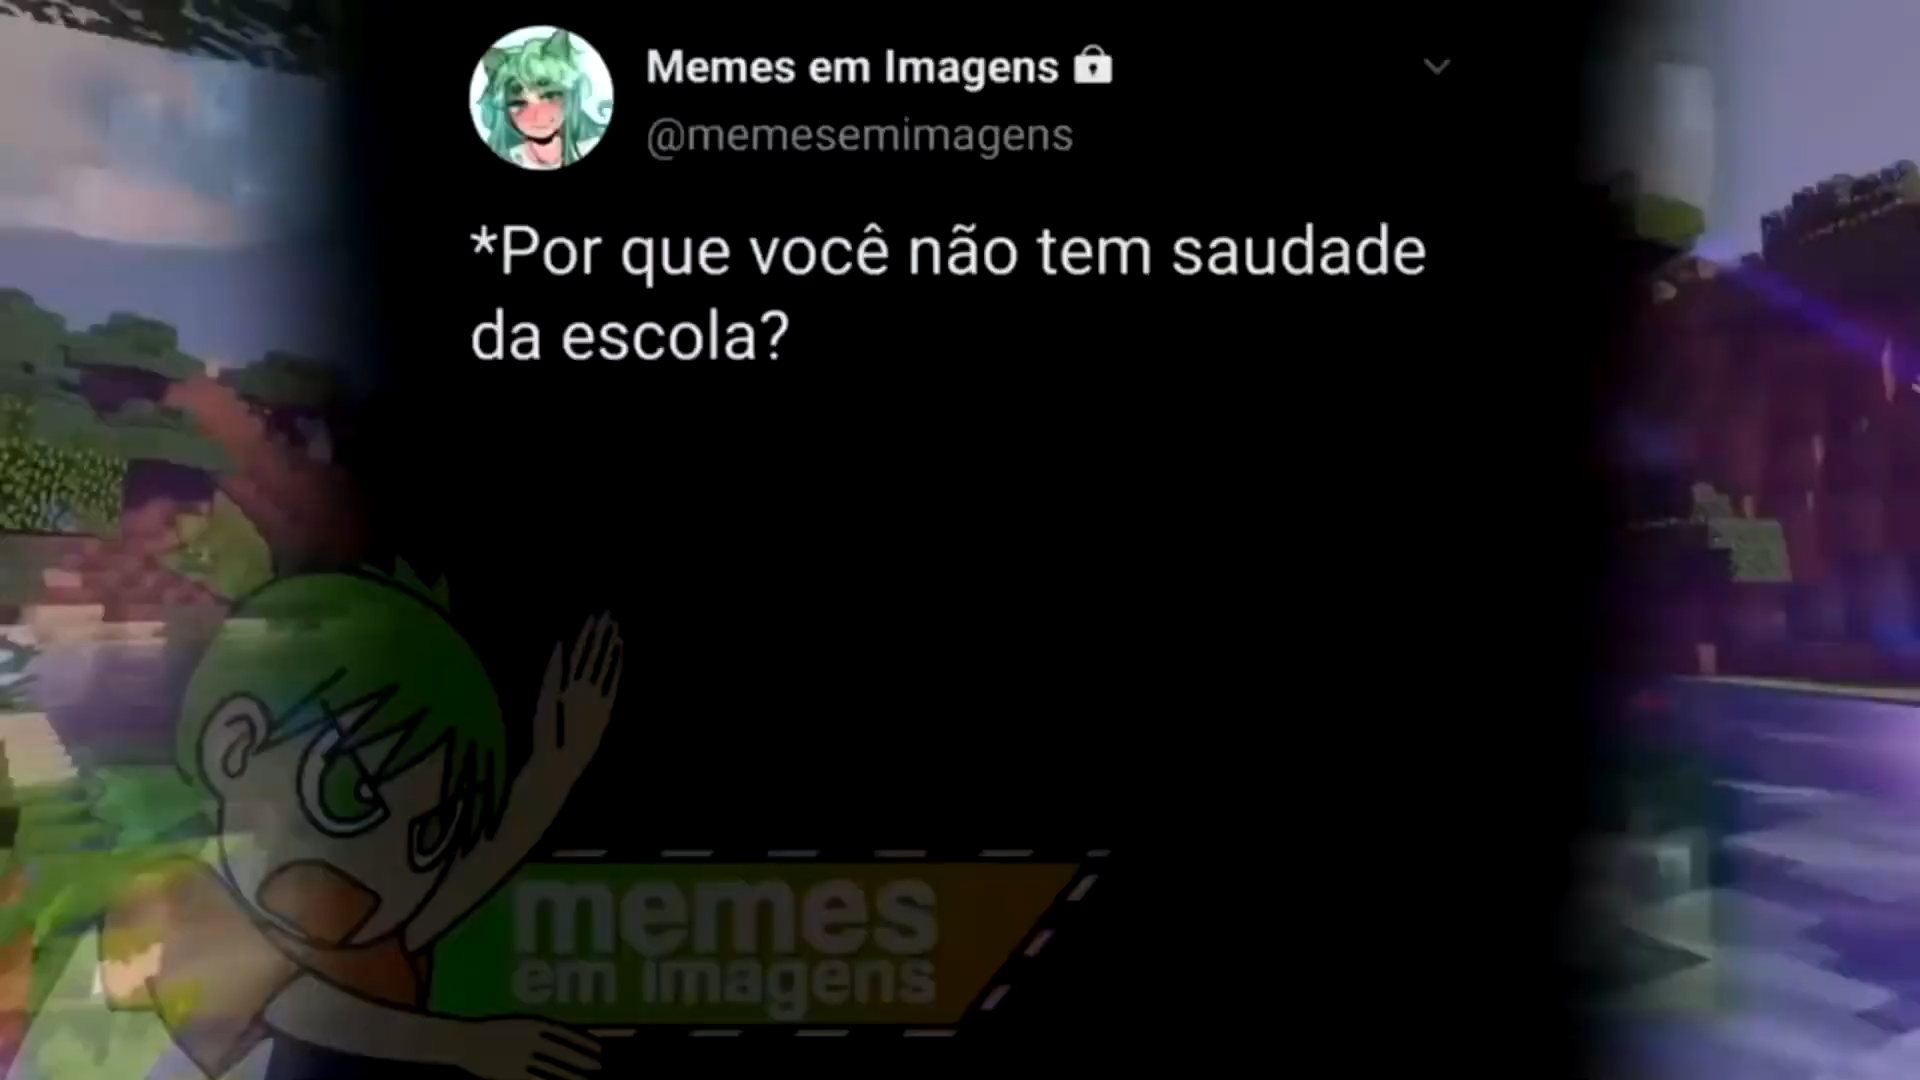 Memes em Imagens
@memesemimagens
*Por que você não tem saudade
da escola?
memes
em imagens